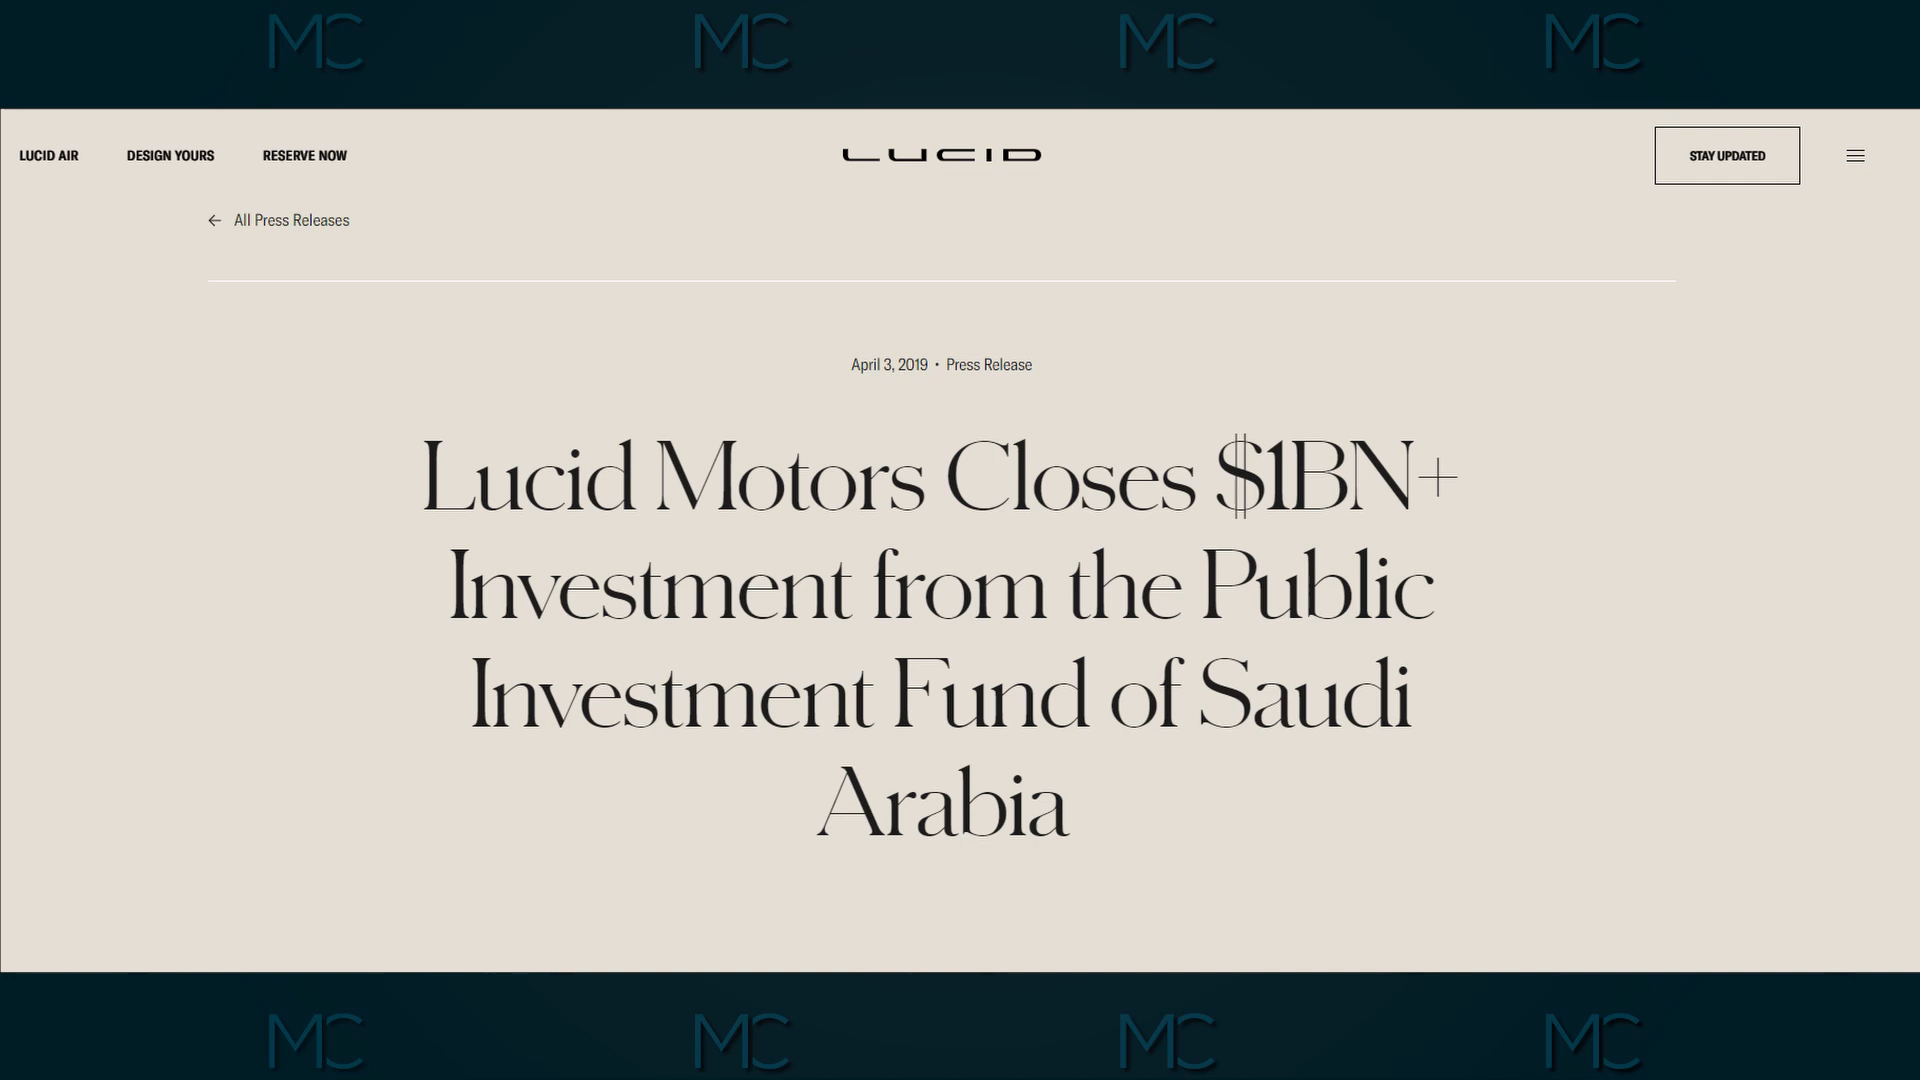 MC MC MC MC
LUCID AIR DESIGN YOURS RESERVE NOW LUCID STAY UPDATED
All Press Releases
April 3, 2019 • Press Release
Lucid Motors Closes $1BN+
Investment from the Public
Investment Fund of Saudi
Arabia
MC MC MC MC